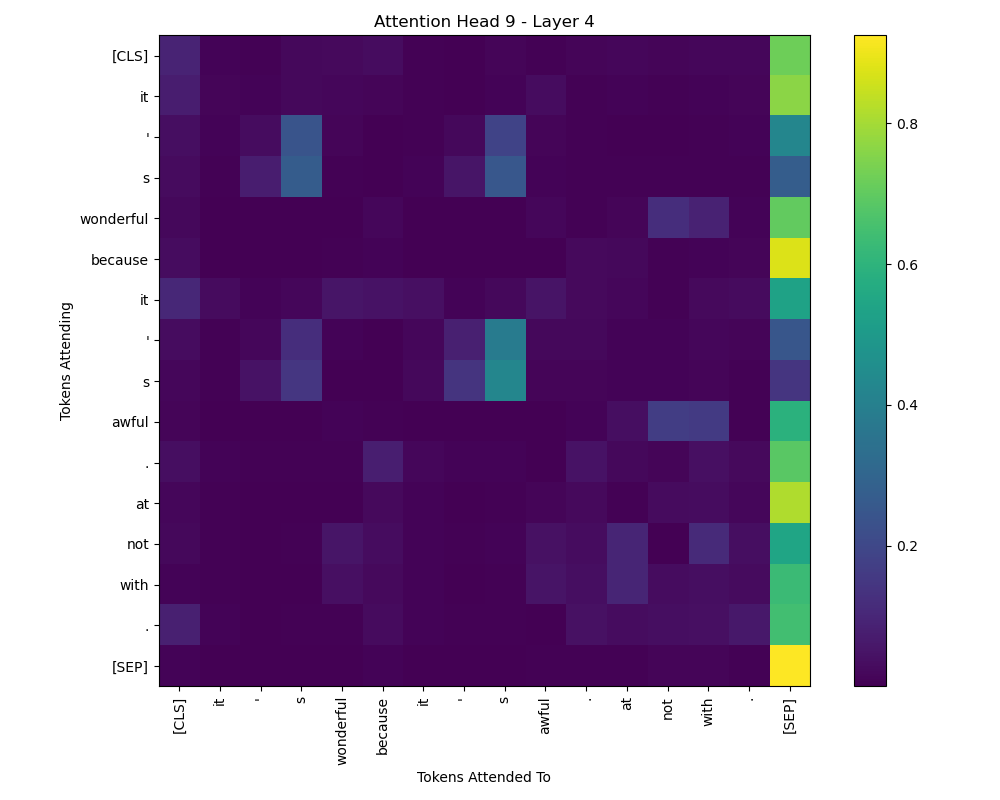 Attention Head 9 - Layer 4
[CLS]
it
'
s
wonderful
because
it
'
s
awful
.
at
not
with
.
[SEP]
Tokens Attending
[CLS]
it
'
s
wonderful
because
it
'
s
awful
.
at
not
with
.
[SEP]
Tokens Attended To
0.8
0.6
0.4
0.2